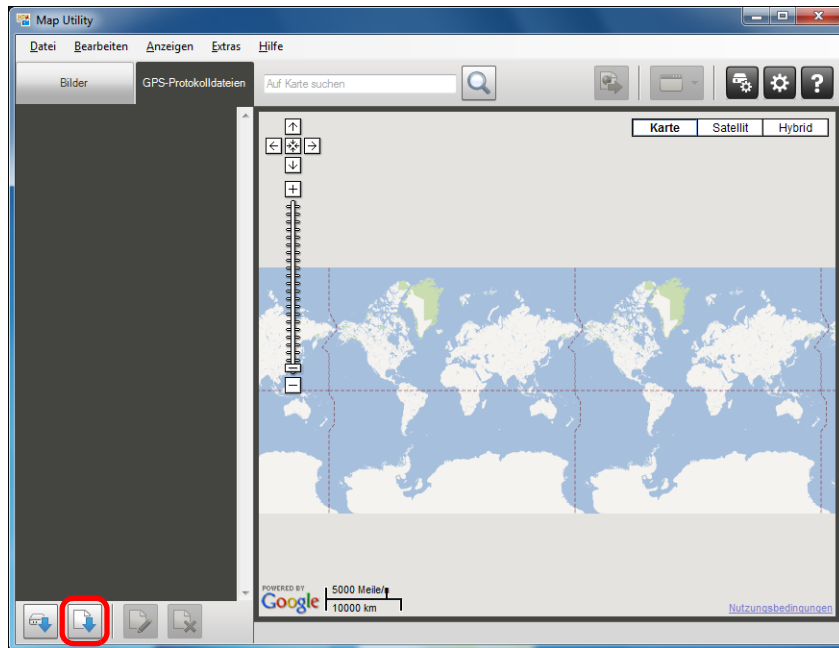 Map Utility
Datei Bearbeiten Anzeigen Extras Hilfe
Bilder GPS-Protokolldateien Auf Karte suchen
Karte Satellit Hybrid
POWERED BY
Google
5000 Meile/n
10000 km
Nutzungsbedingungen